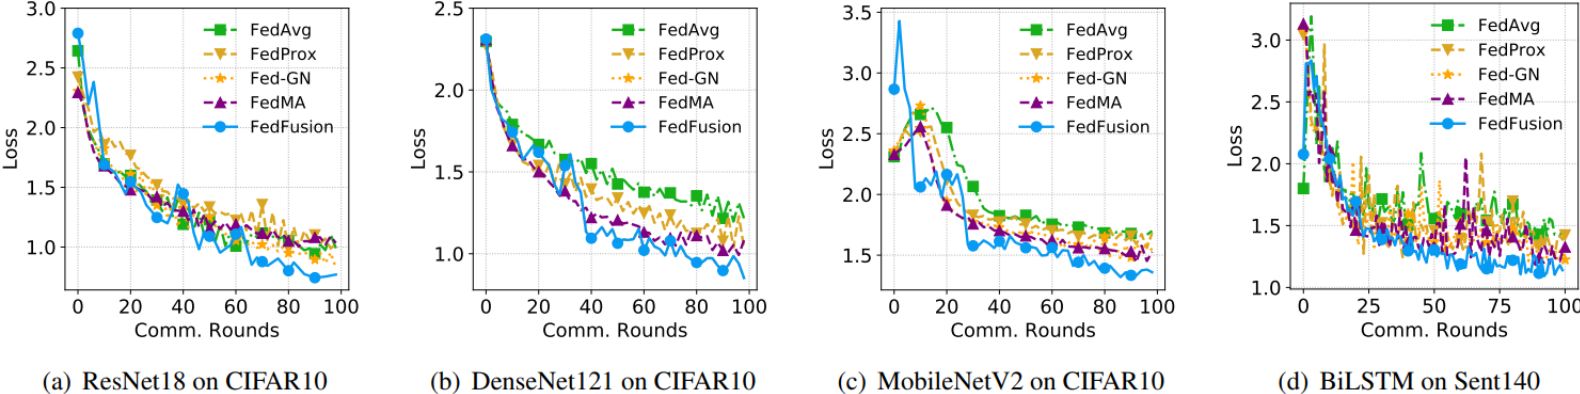 3.0
2.5
2.0
1.5
1.0
Loss
0 20 40 60 80 100
Comm. Rounds
FedAvg
FedProx
Fed-GN
FedMA
FedFusion
(a) ResNet18 on CIFAR10
2.5
2.0
1.5
1.0
Loss
0 20 40 60 80 100
Comm. Rounds
FedAvg
FedProx
Fed-GN
FedMA
FedFusion
(b) DenseNet121 on CIFAR10
3.5
3.0
2.5
2.0
1.5
Loss
0 20 40 60 80 100
Comm. Rounds
FedAvg
FedProx
Fed-GN
FedMA
FedFusion
(c) MobileNetV2 on CIFAR10
3.0
2.5
2.0
1.5
1.0
Loss
0 25 50 75 100
Comm. Rounds
FedAvg
FedProx
Fed-GN
FedMA
FedFusion
(d) BiLSTM on Sent140